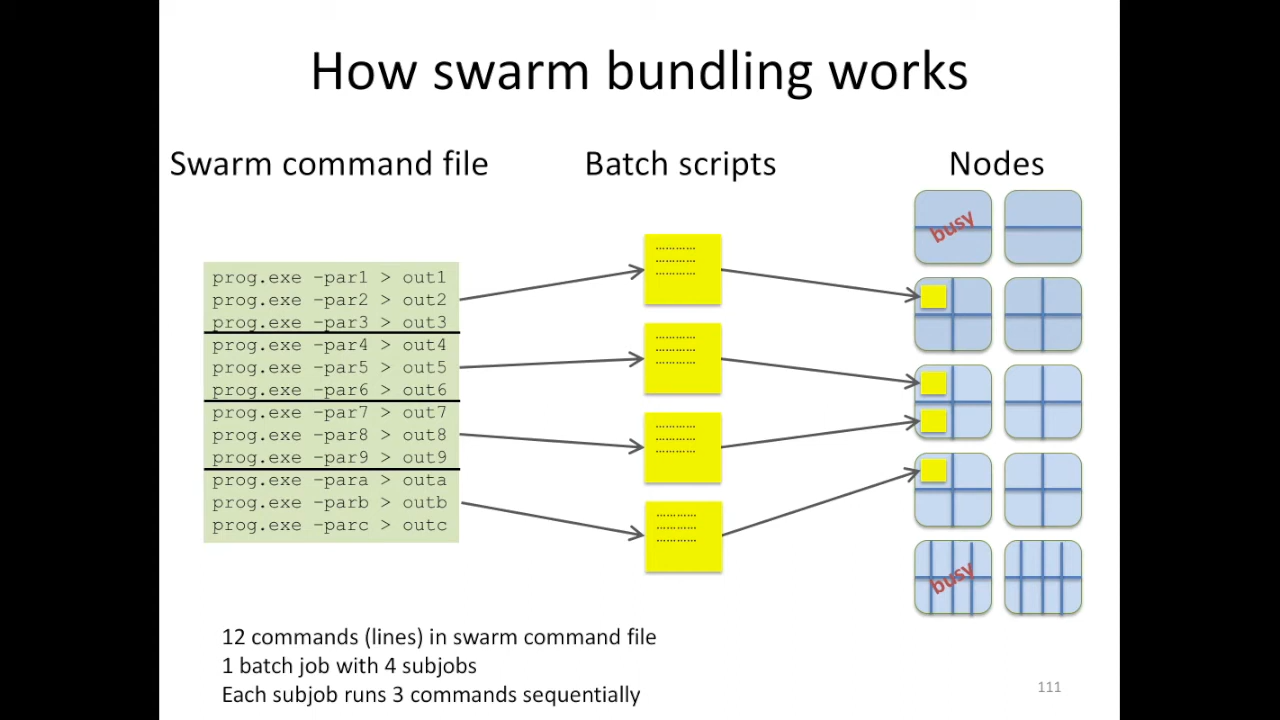 How swarm bundling works
Swarm command file
Batch scripts
Nodes
prog.exe –par1 > out1
prog.exe –par2 > out2
prog.exe –par3 > out3
prog.exe –par4 > out4
prog.exe –par5 > out5
prog.exe –par6 > out6
prog.exe –par7 > out7
prog.exe –par8 > out8
prog.exe –par9 > out9
prog.exe –para > outa
prog.exe –parb > outb
prog.exe –parc > outc
busy
busy
12 commands (lines) in swarm command file
1 batch job with 4 subjobs
Each subjob runs 3 commands sequentially
111